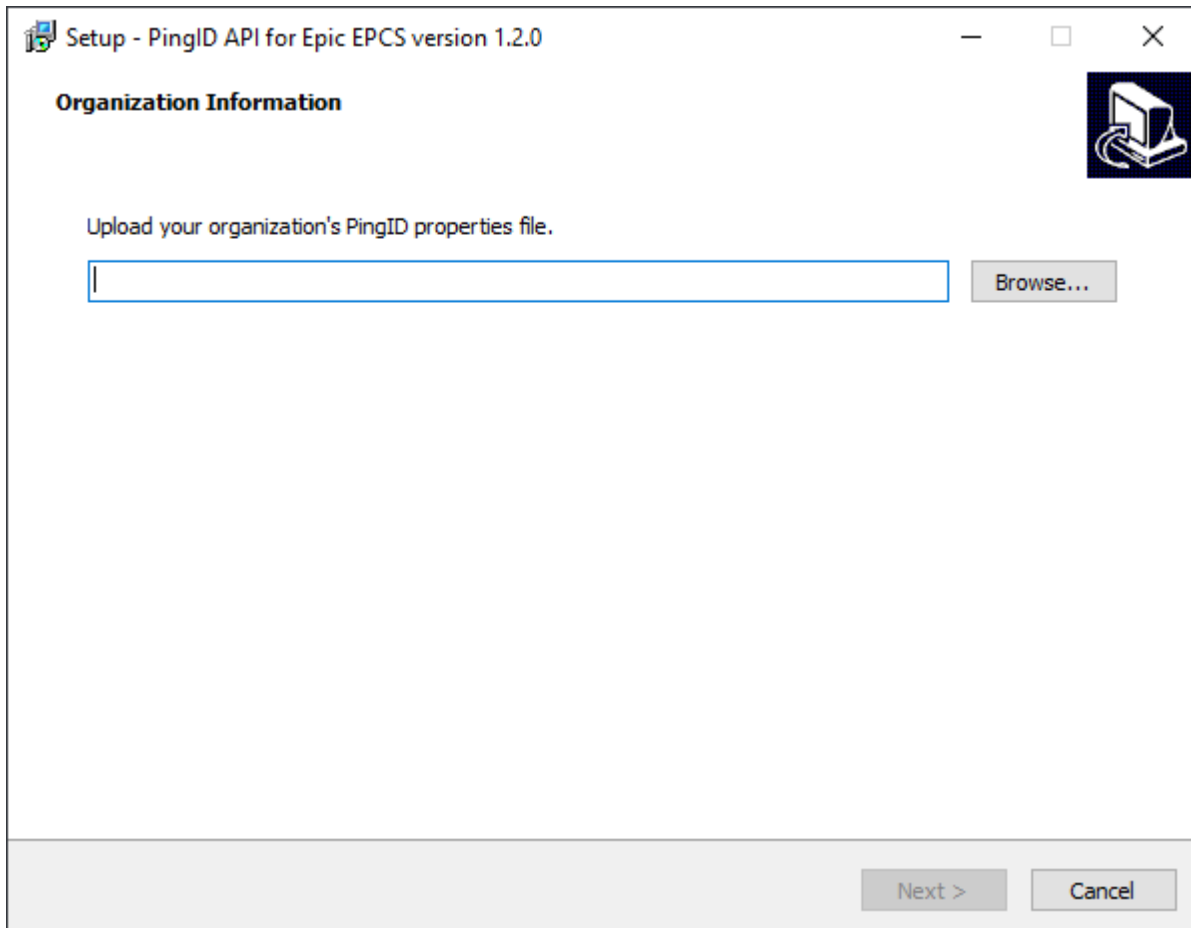 Setup - PingID API for Epic EPCS version 1.2.0
Organization Information
Upload your organization's PingID properties file.
Browse...
Next >
Cancel